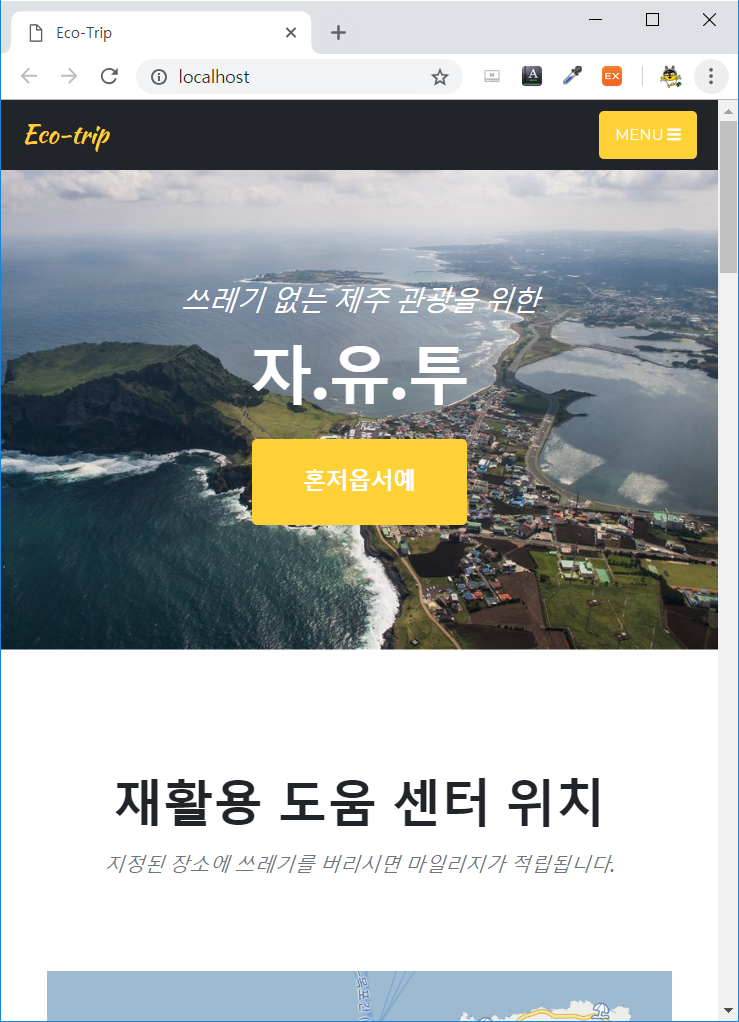 Eco-Trip
localhost
A
EX
Eco-trip
MENU
쓰레기 없는 제주 관광을 위한
자.유.투
혼저옵서예
재활용 도움 센터 위치
지정된 장소에 쓰레기를 버리시면 마일리지가 적립됩니다.